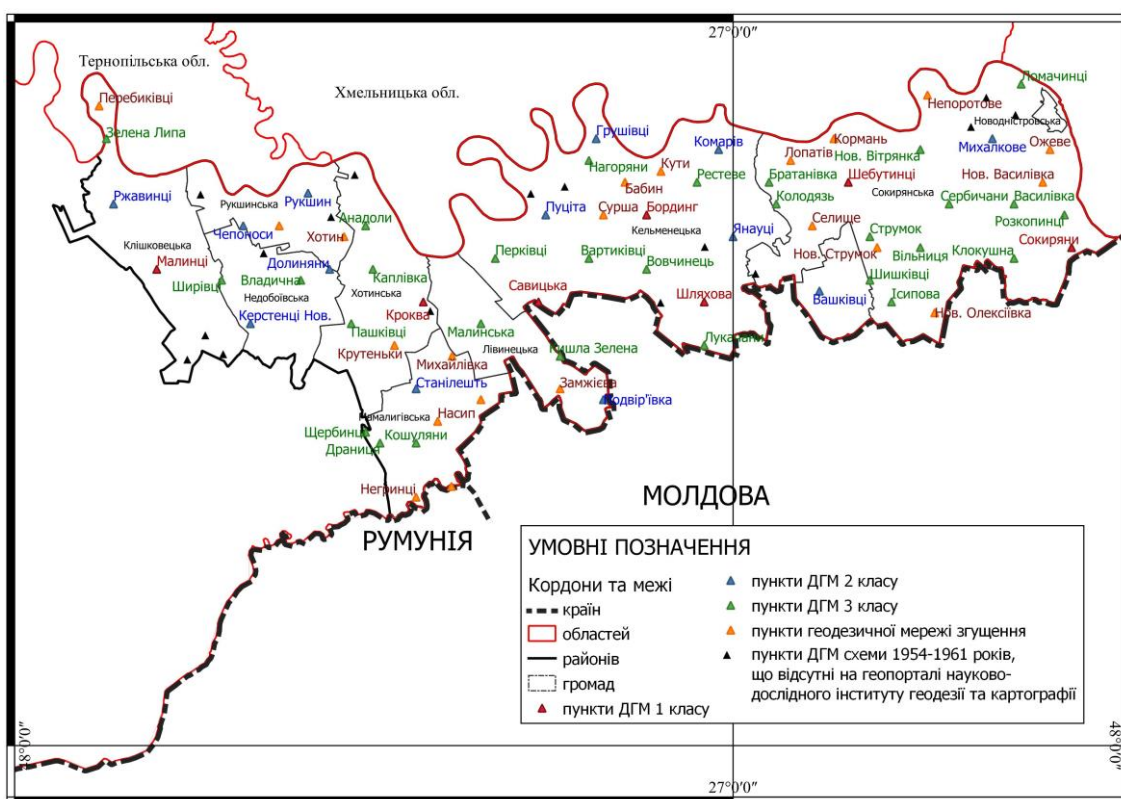 27°0′0″
Тернопільська обл.
Хмельницька обл.
Перебиківці
Зелена Липа
Ломачинці
Непоротове
Новодністровська
Грушівці
Комарів
Кормань
Михалкове
Ожеве
Нагоряни
Кути
Лопатів
Нов. Вітрянка
Бабин
Рестеве
Братанівка
Шебутинці
Нов. Василівка
Сокирянська
Ржавинці
Рукшинська
Рукшин
Анадоли
Пуціта
Сурша
Бординг
Колодязь
Сербичани
Василівка
Розкопинці
Чепоноси
Хотин
Кельменецька
Янауці
Селище
Струмок
Клішковецька
Малинці
Долиняни
Перківці
Вартиківці
Вовчинець
Нов. Струмок
Вільниця
Клокушна
Сокиряни
Ширівці
Владична
Каплівка
Шишківці
Недобоївська
Хотинська
Савицька
Шляхова
Вашківці
Ісипова
Кроква
Нов. Олексіївка
Керстенці Нов.
Пашківці
Малинська
Крутеньки
Лівинецька
Кишла Зелена
Лукачани
Михайлівка
Станілешть
Замжієва
Подвір'ївка
Мамалигівська
Насип
Щербинці
Кошуляни
Драниця
Негринці
МОЛДОВА
РУМУНІЯ
УМОВНІ ПОЗНАЧЕННЯ
Кордони та межі
країн
областей
районів
громад
пункти ДГМ 1 класу
пункти ДГМ 2 класу
пункти ДГМ 3 класу
пункти геодезичної мережі згущення
пункти ДГМ схеми 1954-1961 років,
що відсутні на геопорталі науково-
дослідного інституту геодезії та картографії
48°0′0″
27°0′0″